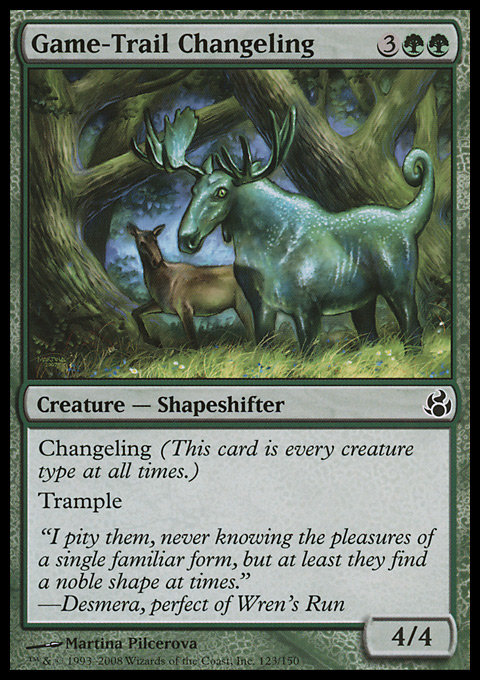 Game-Trail Changeling 3
Creature — Shapeshifter
Changeling (This card is every creature
type at all times.)
Trample
“I pity them, never knowing the pleasures of
a single familiar form, but at least they find
a noble shape at times.”
—Desmera, perfect of Wren’s Run
Martina Pilcerova
4/4
™ & © 1993–2008 Wizards of the Coast, Inc. 123/150